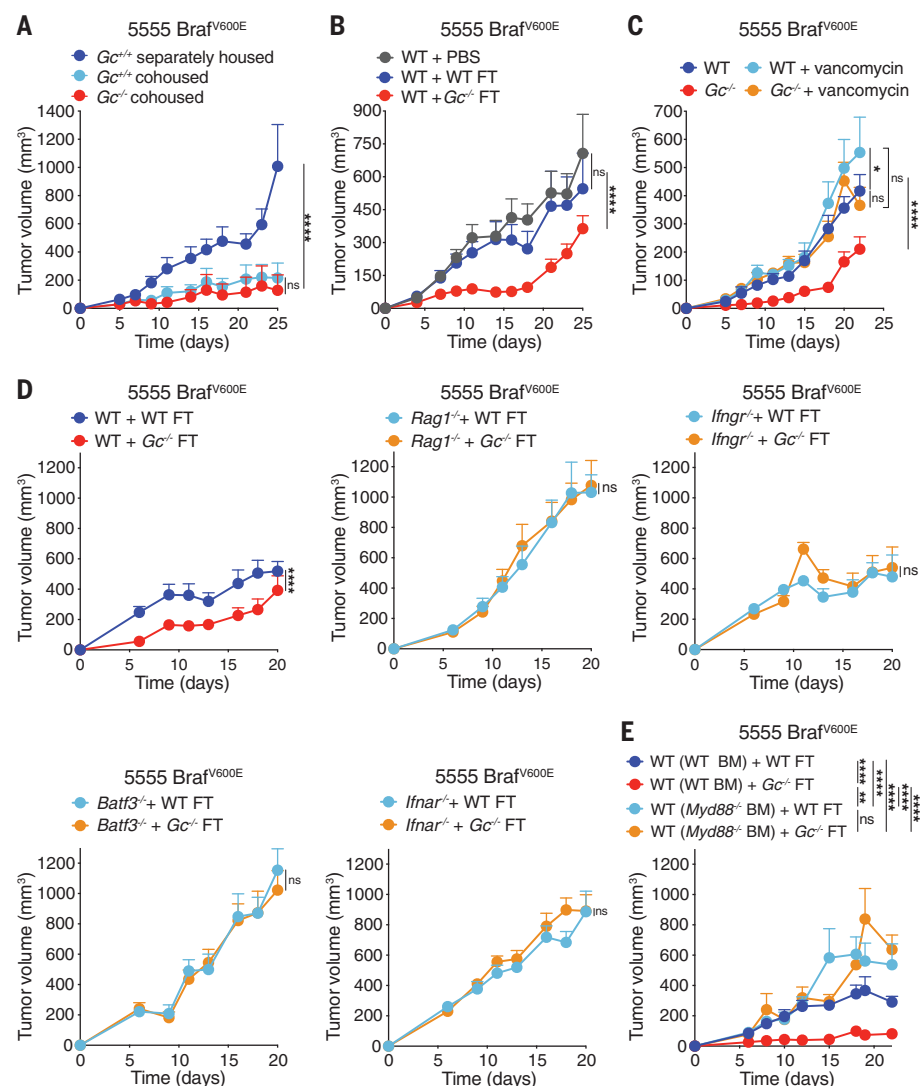 A
5555 Braf^V600E
Gc^+/+ separately housed
Gc^+/+ cohoused
Gc^-/- cohoused
Tumor volume (mm³)
1400
1200
1000
800
600
400
200
0
****
ns
0 5 10 15 20 25
Time (days)
B
5555 Braf^V600E
WT + PBS
WT + WT FT
WT + Gc^-/- FT
Tumor volume (mm³)
900
750
600
450
300
150
0
ns
****
0 5 10 15 20 25
Time (days)
C
5555 Braf^V600E
WT WT + vancomycin
Gc^-/- Gc^-/- + vancomycin
Tumor volume (mm³)
700
600
500
400
300
200
100
0
*
ns
ns
****
0 5 10 15 20 25
Time (days)
D
5555 Braf^V600E
WT + WT FT
WT + Gc^-/- FT
Tumor volume (mm³)
1200
1000
800
600
400
200
0
****
0 5 10 15 20
Time (days)
5555 Braf^V600E
Rag1^-/- + WT FT
Rag1^-/- + Gc^-/- FT
Tumor volume (mm³)
1200
1000
800
600
400
200
0
ns
0 5 10 15 20
Time (days)
5555 Braf^V600E
Ifngr^-/- + WT FT
Ifngr^-/- + Gc^-/- FT
Tumor volume (mm³)
1200
1000
800
600
400
200
0
ns
0 5 10 15 20
Time (days)
5555 Braf^V600E
Batf3^-/- + WT FT
Batf3^-/- + Gc^-/- FT
Tumor volume (mm³)
1200
1000
800
600
400
200
0
ns
0 5 10 15 20
Time (days)
5555 Braf^V600E
Ifnar^-/- + WT FT
Ifnar^-/- + Gc^-/- FT
Tumor volume (mm³)
1200
1000
800
600
400
200
0
ns
0 5 10 15 20
Time (days)
E
5555 Braf^V600E
WT (WT BM) + WT FT
WT (WT BM) + Gc^-/- FT
WT (Myd88^-/- BM) + WT FT
WT (Myd88^-/- BM) + Gc^-/- FT
****
**
ns
****
****
****
****
Tumor volume (mm³)
1200
1000
800
600
400
200
0
0 5 10 15 20
Time (days)